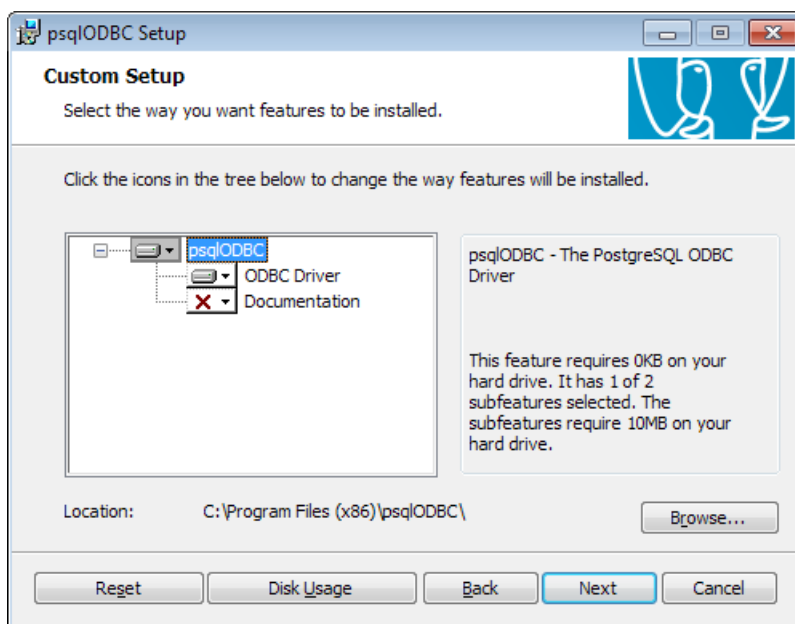 psqlODBC Setup
Custom Setup
Select the way you want features to be installed.
Click the icons in the tree below to change the way features will be installed.
psqlODBC
ODBC Driver
Documentation
psqlODBC - The PostgreSQL ODBC
Driver
This feature requires 0KB on your
hard drive. It has 1 of 2
subfeatures selected. The
subfeatures require 10MB on your
hard drive.
Location: C:\Program Files (x86)\psqlODBC\
Browse...
Reset Disk Usage Back Next Cancel